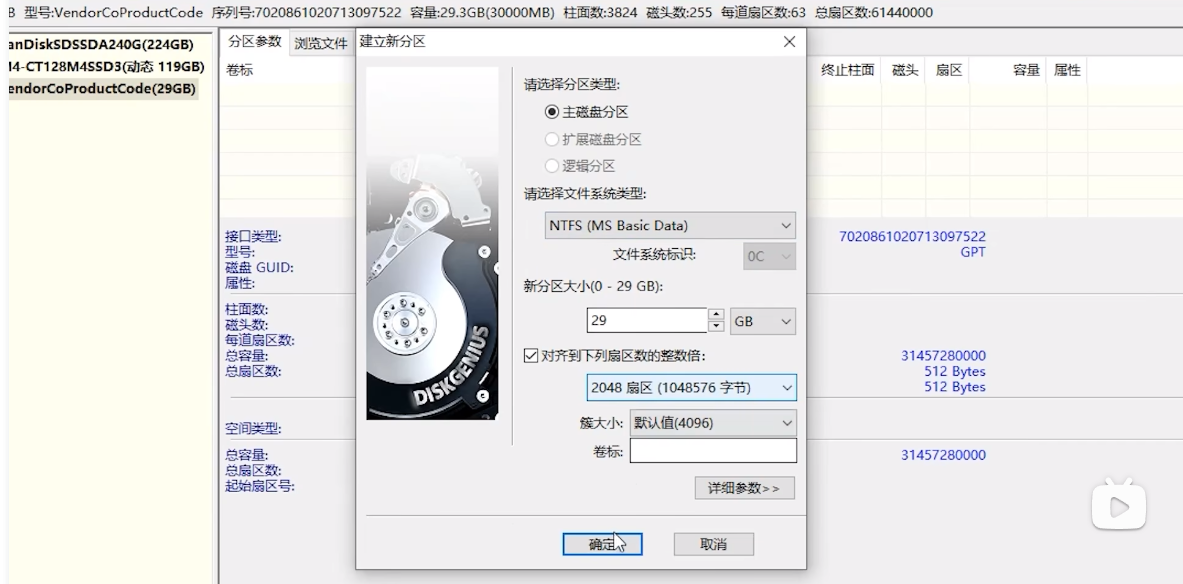 B 型号:VendorCoProductCode 序列号:7020861020713097522 容量:29.3GB(30000MB) 柱面数:3824 磁头数:255 每道扇区数:63 总扇区数:61440000
anDiskSDSSDA240G(224GB)
M4-CT128M4SSD3(动态 119GB)
endorCoProductCode(29GB)
分区参数 浏览文件
卷标 终止柱面 磁头 扇区 容量 属性
建立新分区
请选择分区类型:
主磁盘分区
扩展磁盘分区
逻辑分区
请选择文件系统类型:
NTFS (MS Basic Data)
文件系统标识: 0C
新分区大小(0 - 29 GB):
29 GB
对齐到下列扇区数的整数倍:
2048 扇区 (1048576 字节)
簇大小: 默认值(4096)
卷标:
详细参数>>
确定 取消
DISKGENIUS
接口类型: 7020861020713097522
型号: GPT
磁盘 GUID:
属性:
柱面数:
磁头数:
每道扇区数:
总容量: 31457280000
总扇区数: 512 Bytes
512 Bytes
空间类型:
总容量: 31457280000
总扇区数:
起始扇区号: